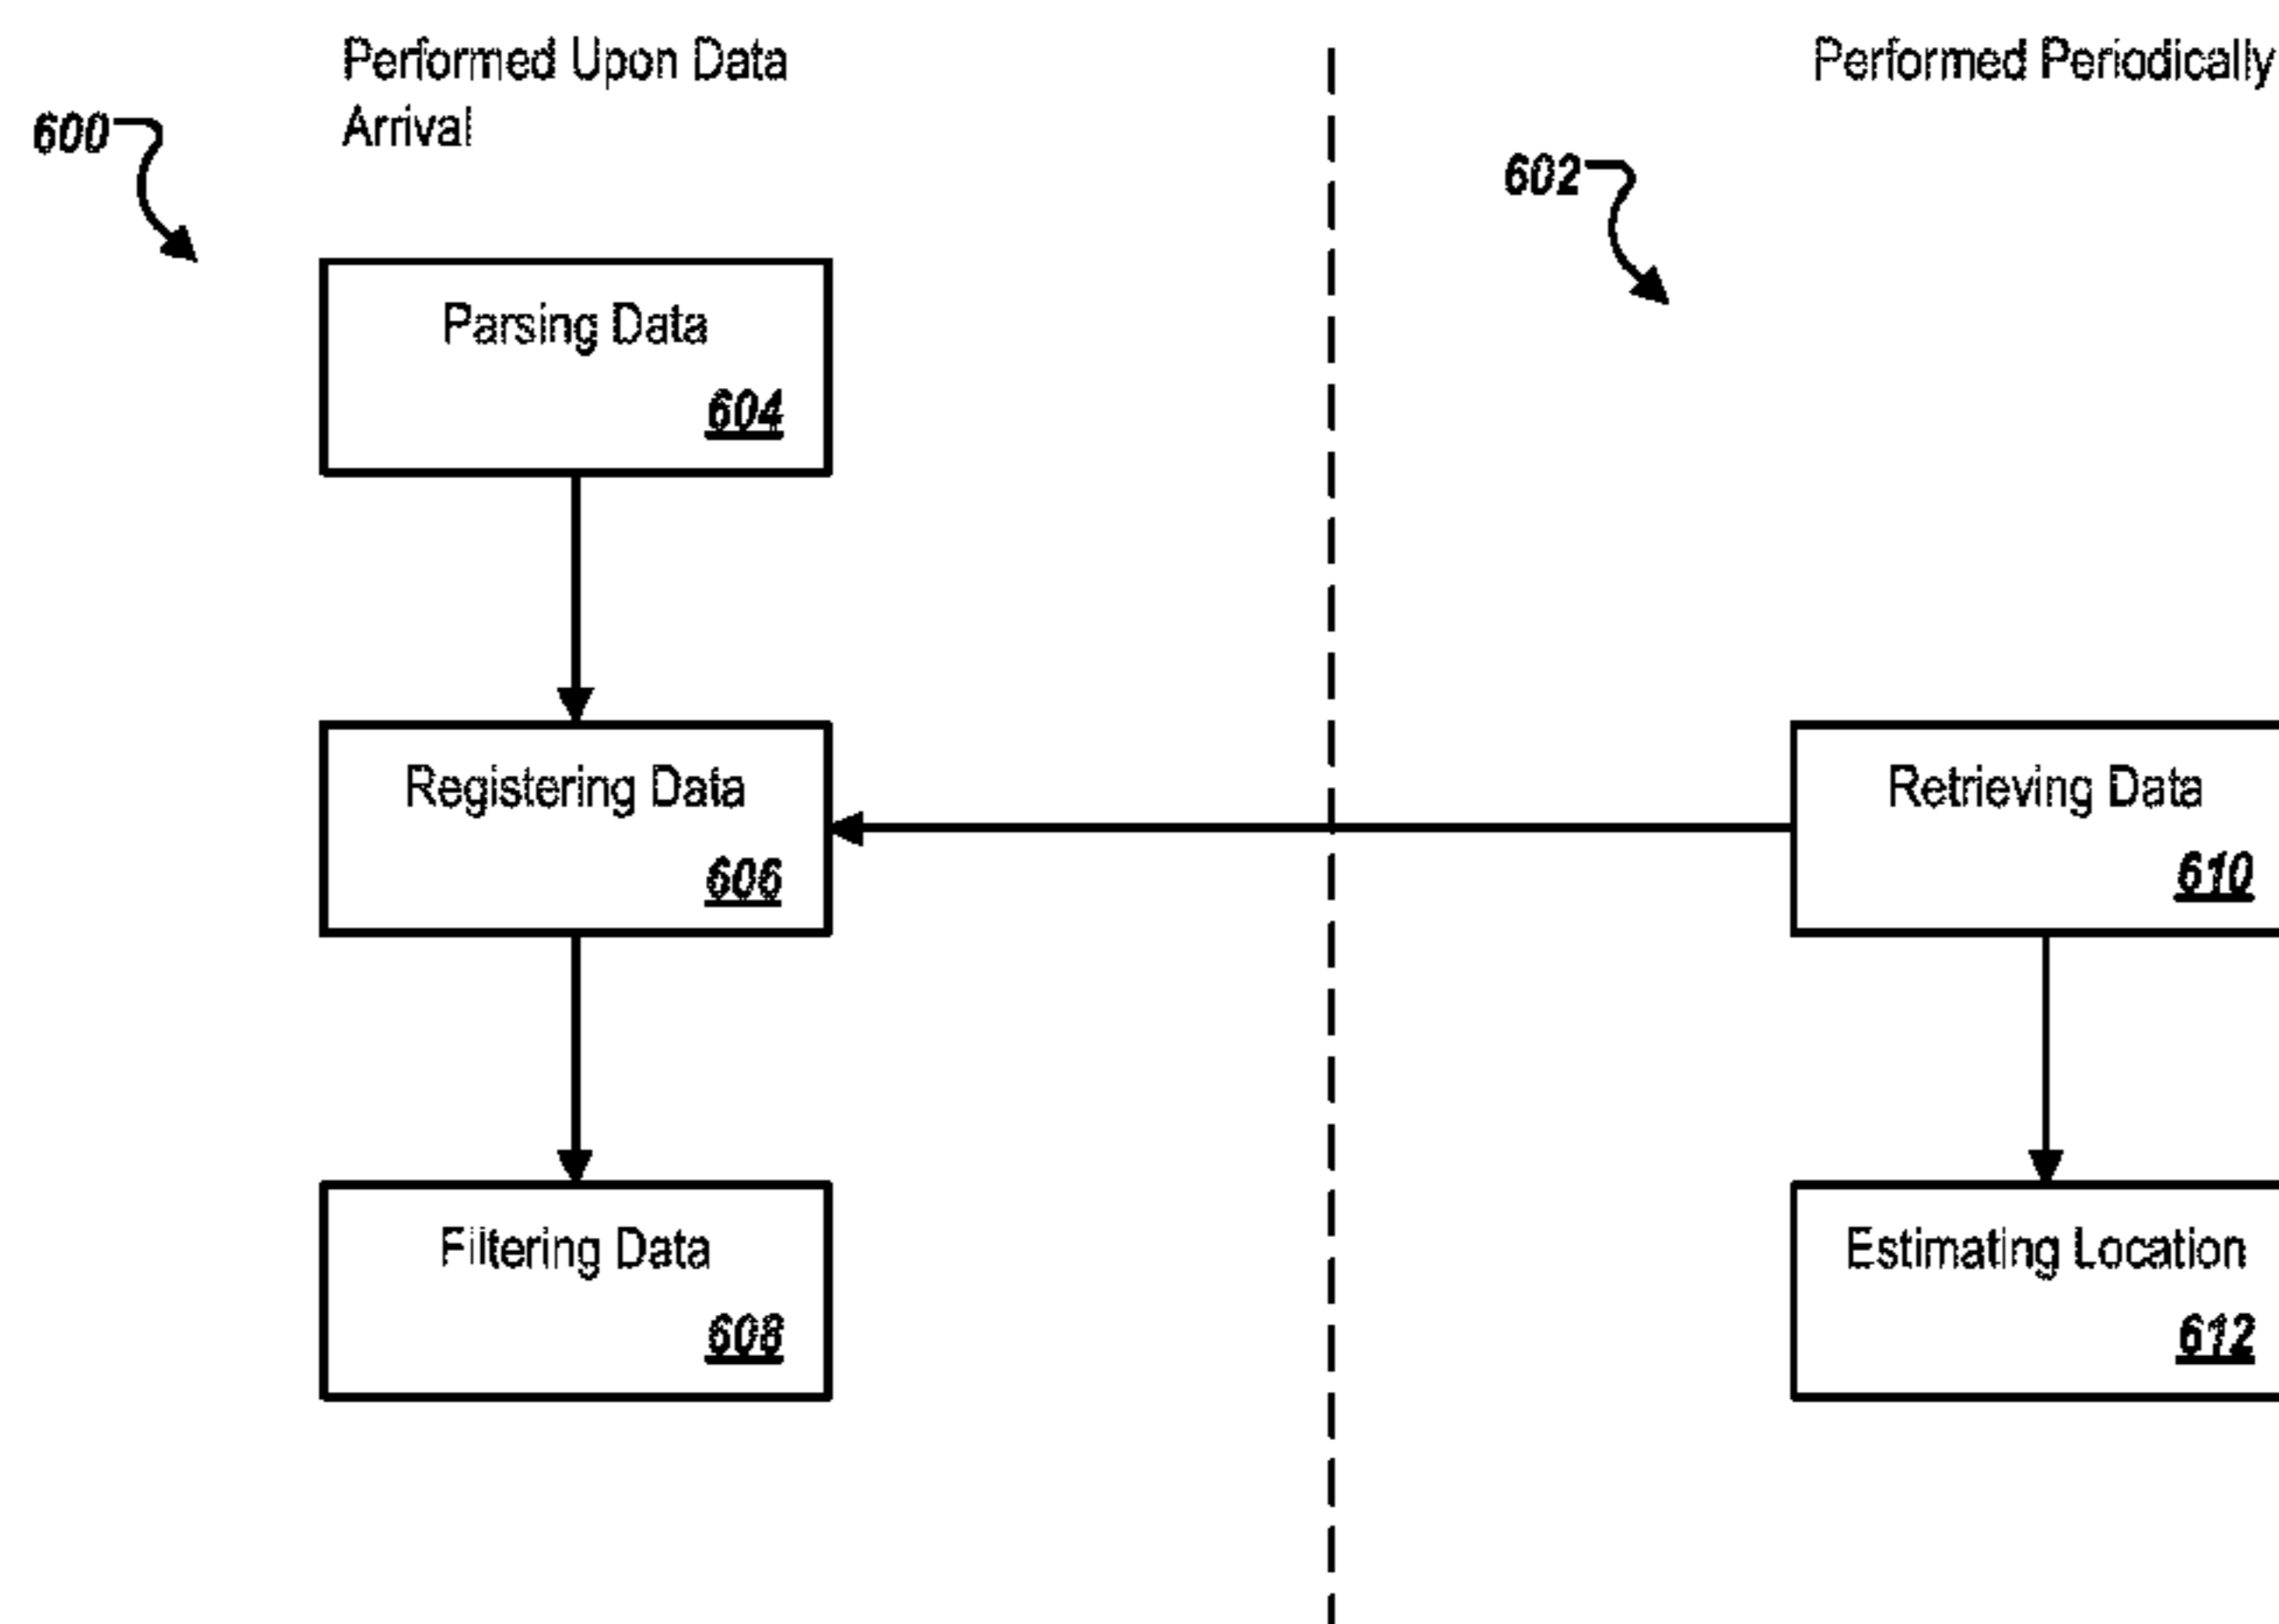 Performed Upon Data
Arrival
600
Parsing Data
604
Registering Data
606
Filtering Data
608
Performed Periodically
602
Retrieving Data
610
Estimating Location
612